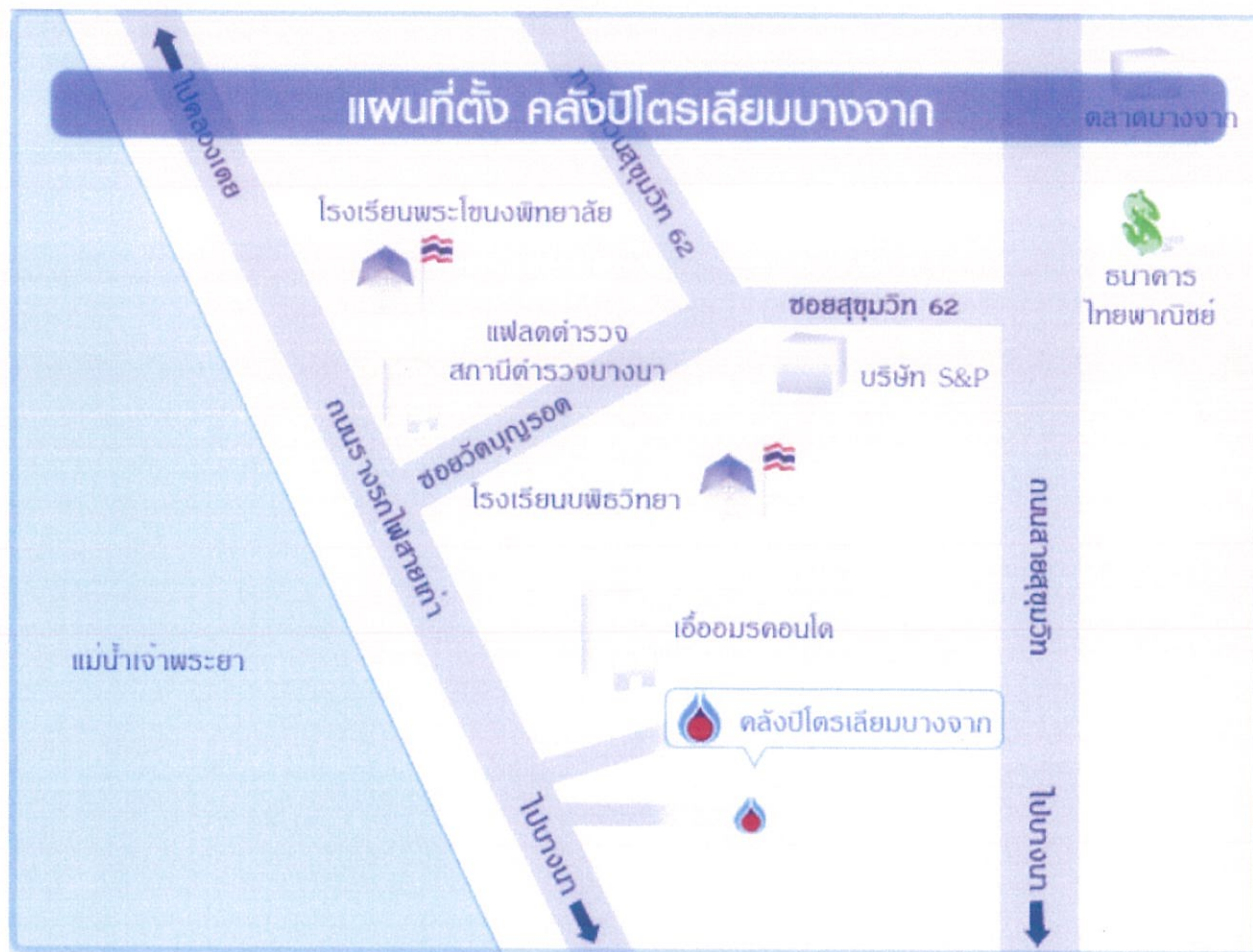 แผนที่ตั้ง คลังปิโตรเลียมบางจาก
ไปคลองเตย
สุขุมวิท 62
ตลาดบางจาก
โรงเรียนพระโขนงพิทยาลัย
ธนาคาร
ไทยพาณิชย์
ซอยสุขุมวิท 62
แฟลตตำรวจ
สถานีตำรวจบางนา
บริษัท S&P
ซอยวัดบุญรอด
โรงเรียนบพิธวิทยา
ถนนรางรถไฟสายเก่า
ถนนสายสุขุมวิท
เอื้ออมรคอนโด
แม่น้ำเจ้าพระยา
คลังปิโตรเลียมบางจาก
ไปบางนา
ไปบางนา